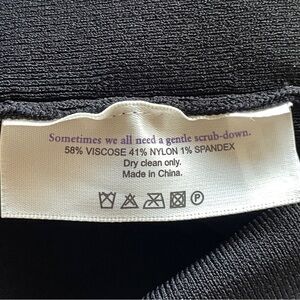 Sometimes we all need a gentle scrub-down.
58% VISCOSE 41% NYLON 1% SPANDEX
Dry clean only.
Made in China.
P